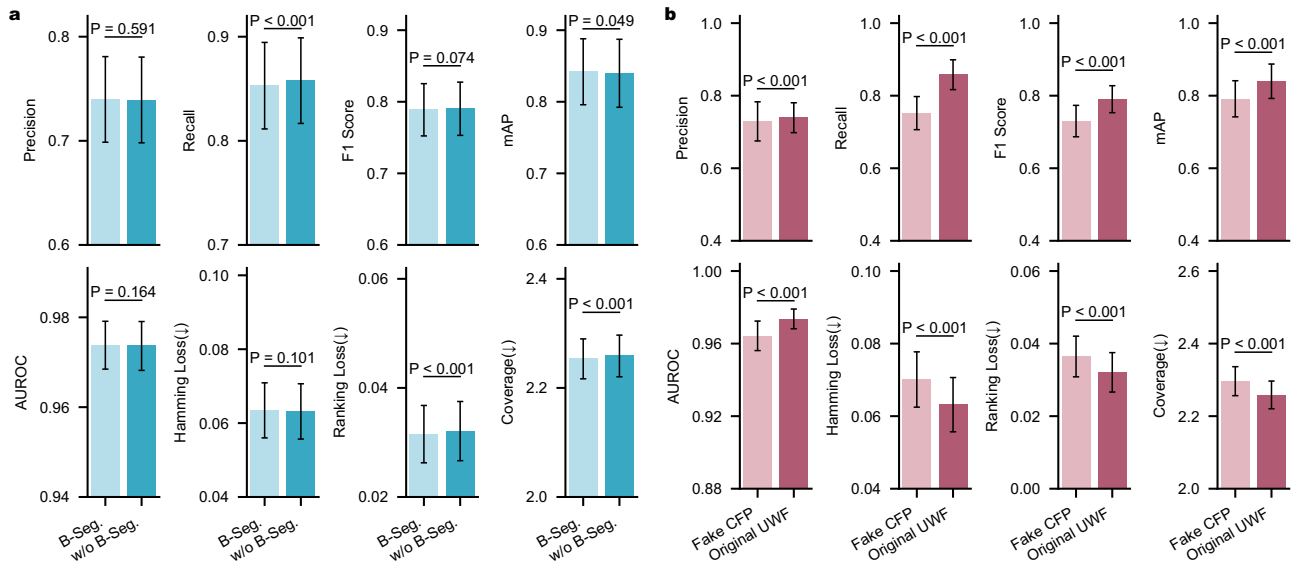 a
P = 0.591
0.8
0.7
0.6
Precision
P < 0.001
0.9
0.8
0.7
Recall
P = 0.074
0.9
0.8
0.7
0.6
F1 Score
P = 0.049
0.9
0.8
0.7
0.6
mAP
P = 0.164
0.98
0.96
0.94
AUROC
B-Seg.
w/o B-Seg.
P = 0.101
0.10
0.08
0.06
0.04
Hamming Loss(↓)
B-Seg.
w/o B-Seg.
P < 0.001
0.06
0.04
0.02
Ranking Loss(↓)
B-Seg.
w/o B-Seg.
P < 0.001
2.4
2.2
2.0
Coverage(↓)
B-Seg.
w/o B-Seg.
b
P < 0.001
1.0
0.8
0.6
0.4
Precision
P < 0.001
1.0
0.8
0.6
0.4
Recall
P < 0.001
1.0
0.8
0.6
0.4
F1 Score
P < 0.001
1.0
0.8
0.6
0.4
mAP
P < 0.001
1.00
0.96
0.92
0.88
AUROC
Fake CFP
Original UWF
P < 0.001
0.10
0.08
0.06
0.04
Hamming Loss(↓)
Fake CFP
Original UWF
P < 0.001
0.06
0.04
0.02
0.00
Ranking Loss(↓)
Fake CFP
Original UWF
P < 0.001
2.6
2.4
2.2
2.0
Coverage(↓)
Fake CFP
Original UWF